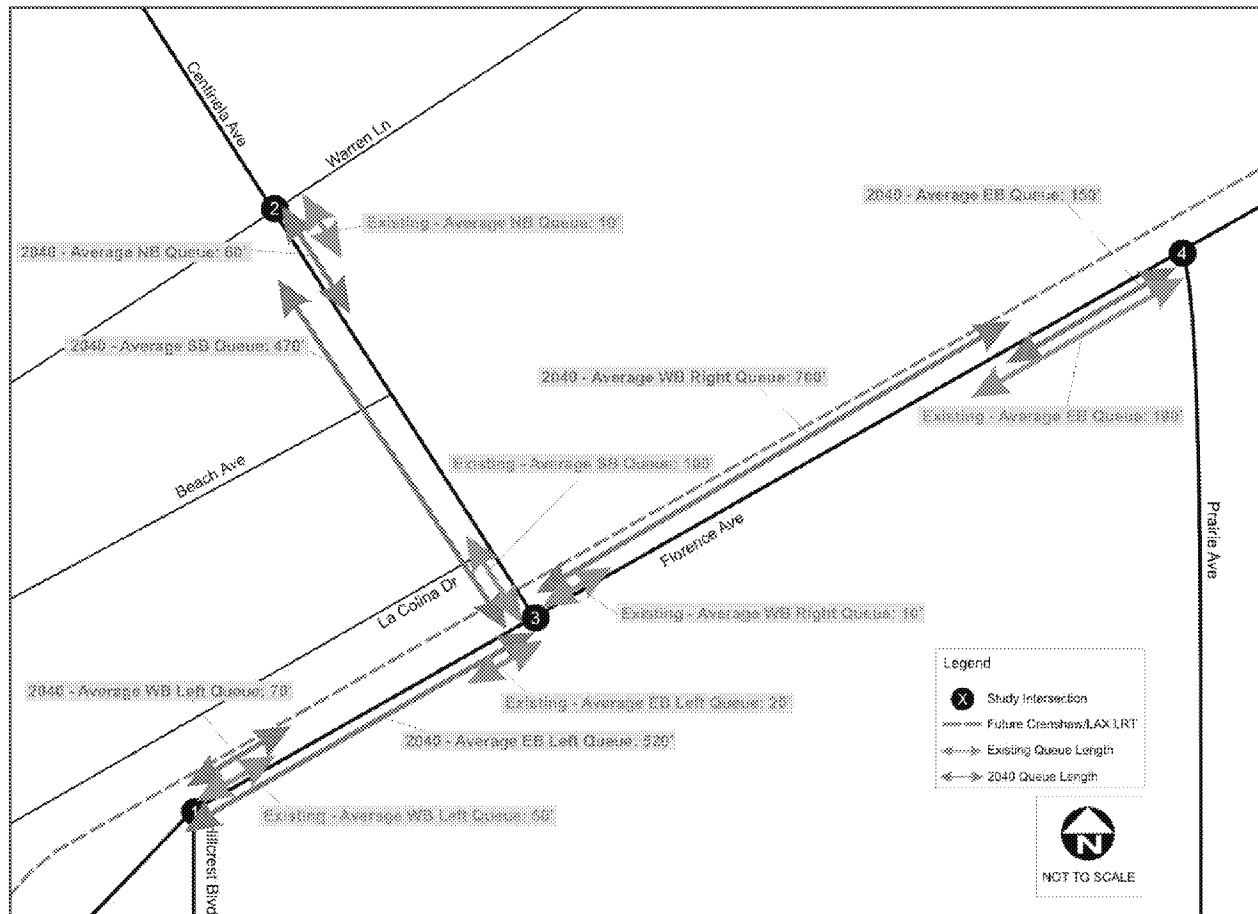 Centinela Ave
Warren Ln
2
Existing - Average NB Queue: 10'
2040 - Average NB Queue: 60'
2040 - Average EB Queue: 150'
4
2040 - Average SB Queue: 470'
2040 - Average WB Right Queue: 760'
Existing - Average EB Queue: 190'
Existing - Average SB Queue: 100'
Beach Ave
Florence Ave
Prairie Ave
La Colina Dr
3
Existing - Average WB Right Queue: 10'
2040 - Average WB Left Queue: 70'
Existing - Average EB Left Queue: 20'
2040 - Average EB Left Queue: 520'
1
Existing - Average WB Left Queue: 50'
Hillcrest Blvd
Legend
X Study Intersection
Future Crenshaw/LAX LRT
Existing Queue Length
2040 Queue Length
N
NOT TO SCALE